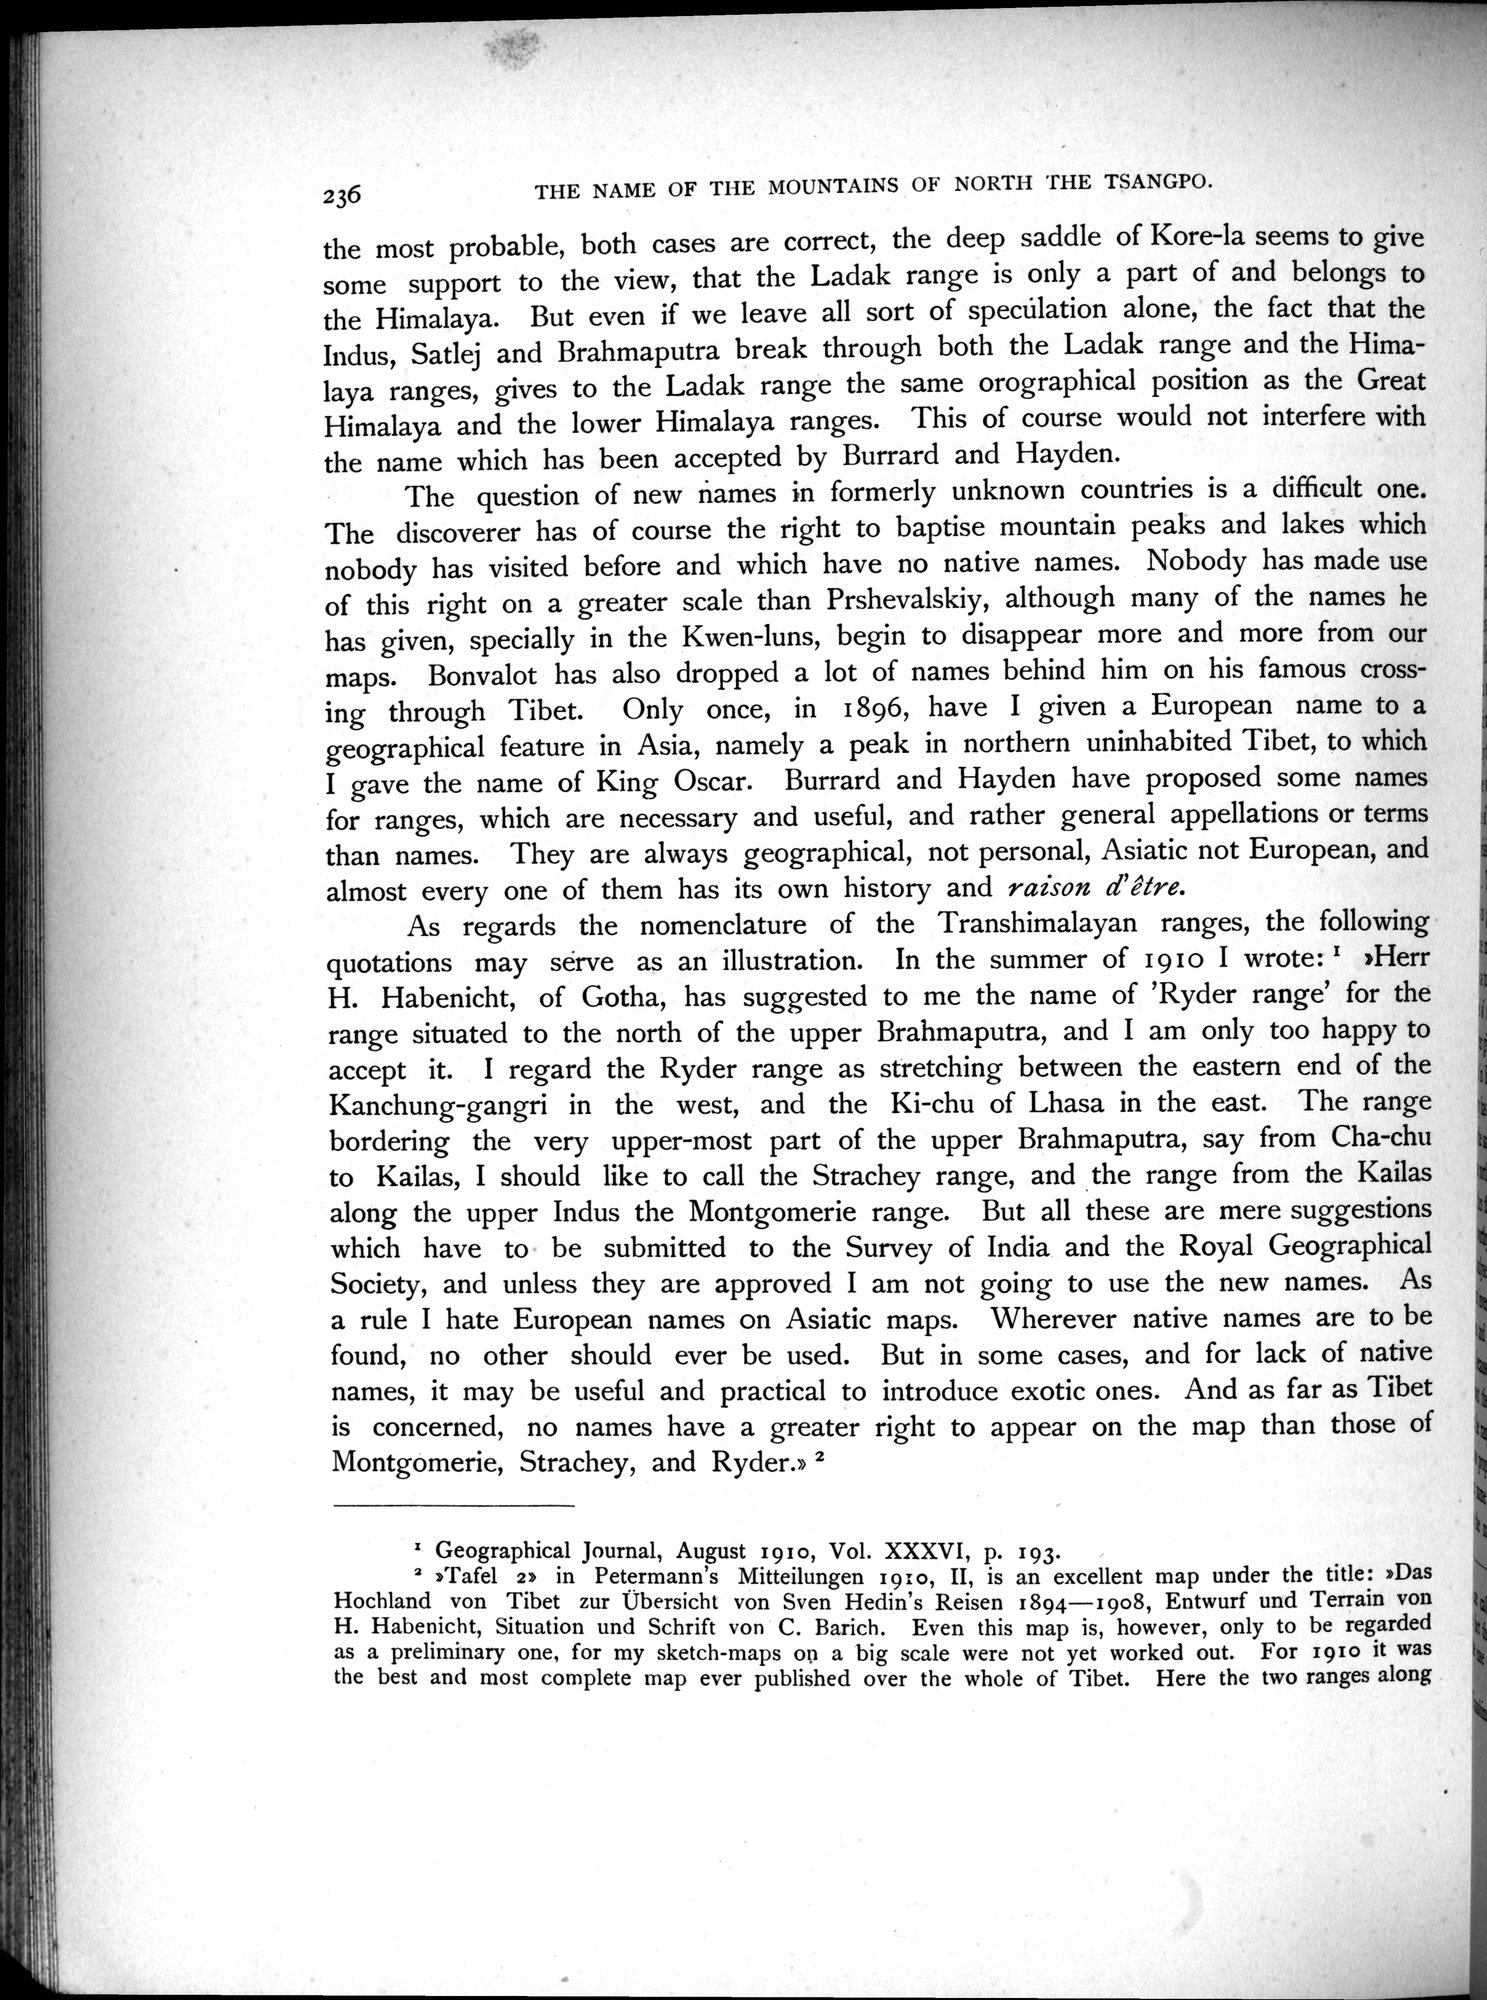 236 THE NAME OF THE MOUNTAINS OF NORTH THE TSANGPO.
the most probable, both cases are correct, the deep saddle of Kore-la seems to give
some support to the view, that the Ladak range is only a part of and belongs to
the Himalaya. But even if we leave all sort of speculation alone, the fact that the
Indus, Satlej and Brahmaputra break through both the Ladak range and the Hima-
laya ranges, gives to the Ladak range the same orographical position as the Great
Himalaya and the lower Himalaya ranges. This of course would not interfere with
the name which has been accepted by Burrard and Hayden.
The question of new names in formerly unknown countries is a difficult one.
The discoverer has of course the right to baptise mountain peaks and lakes which
nobody has visited before and which have no native names. Nobody has made use
of this right on a greater scale than Prshevalskiy, although many of the names he
has given, specially in the Kwen-luns, begin to disappear more and more from our
maps. Bonvalot has also dropped a lot of names behind him on his famous cross-
ing through Tibet. Only once, in 1896, have I given a European name to a
geographical feature in Asia, namely a peak in northern uninhabited Tibet, to which
I gave the name of King Oscar. Burrard and Hayden have proposed some names
for ranges, which are necessary and useful, and rather general appellations or terms
than names. They are always geographical, not personal, Asiatic not European, and
almost every one of them has its own history and raison d'être.
As regards the nomenclature of the Transhimalayan ranges, the following
quotations may serve as an illustration. In the summer of 1910 I wrote: ¹ »Herr
H. Habenicht, of Gotha, has suggested to me the name of 'Ryder range' for the
range situated to the north of the upper Brahmaputra, and I am only too happy to
accept it. I regard the Ryder range as stretching between the eastern end of the
Kanchung-gangri in the west, and the Ki-chu of Lhasa in the east. The range
bordering the very upper-most part of the upper Brahmaputra, say from Cha-chu
to Kailas, I should like to call the Strachey range, and the range from the Kailas
along the upper Indus the Montgomerie range. But all these are mere suggestions
which have to be submitted to the Survey of India and the Royal Geographical
Society, and unless they are approved I am not going to use the new names. As
a rule I hate European names on Asiatic maps. Wherever native names are to be
found, no other should ever be used. But in some cases, and for lack of native
names, it may be useful and practical to introduce exotic ones. And as far as Tibet
is concerned, no names have a greater right to appear on the map than those of
Montgomerie, Strachey, and Ryder.» ²
¹ Geographical Journal, August 1910, Vol. XXXVI, p. 193.
² »Tafel 2» in Petermann's Mitteilungen 1910, II, is an excellent map under the title: »Das
Hochland von Tibet zur Übersicht von Sven Hedin's Reisen 1894—1908, Entwurf und Terrain von
H. Habenicht, Situation und Schrift von C. Barich. Even this map is, however, only to be regarded
as a preliminary one, for my sketch-maps on a big scale were not yet worked out. For 1910 it was
the best and most complete map ever published over the whole of Tibet. Here the two ranges along